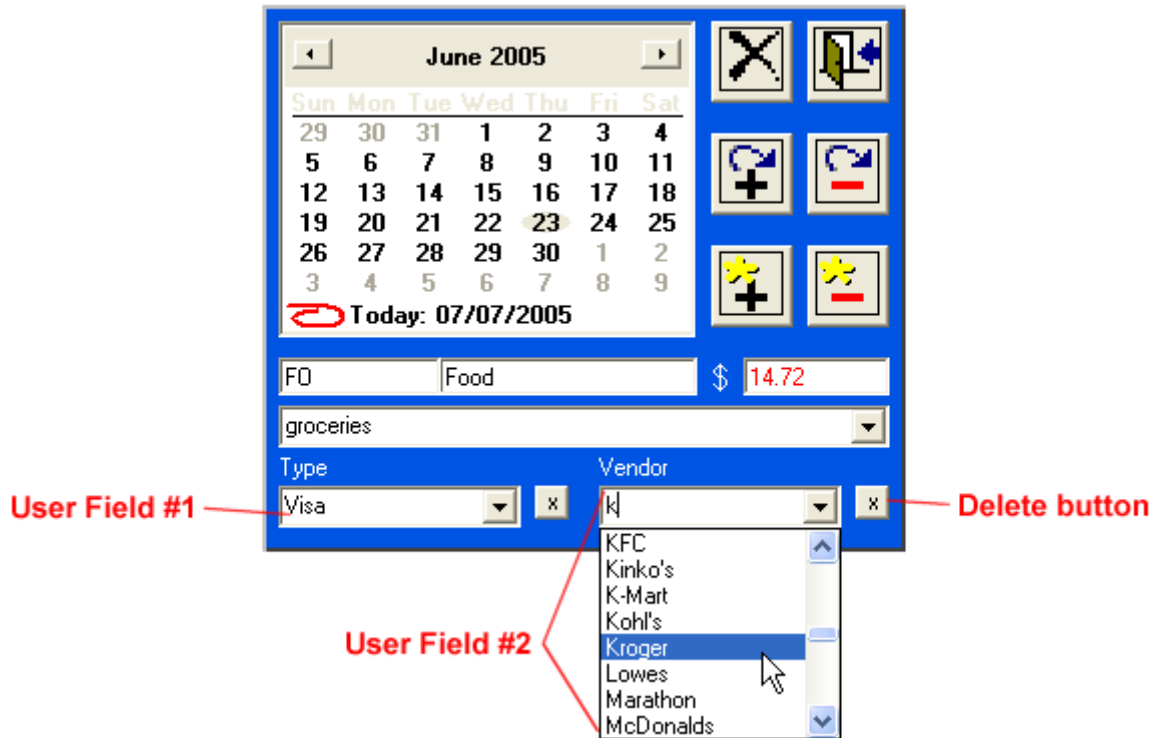 June 2005
Sun Mon Tue Wed Thu Fri Sat
29 30 31 1 2 3 4
5 6 7 8 9 10 11
12 13 14 15 16 17 18
19 20 21 22 23 24 25
26 27 28 29 30 1 2
3 4 5 6 7 8 9
Today: 07/07/2005
FO Food $ 14.72
groceries
Type Vendor
User Field #1 Visa x k x Delete button
KFC
Kinko's
K-Mart
Kohl's
User Field #2 Kroger
Lowes
Marathon
McDonalds